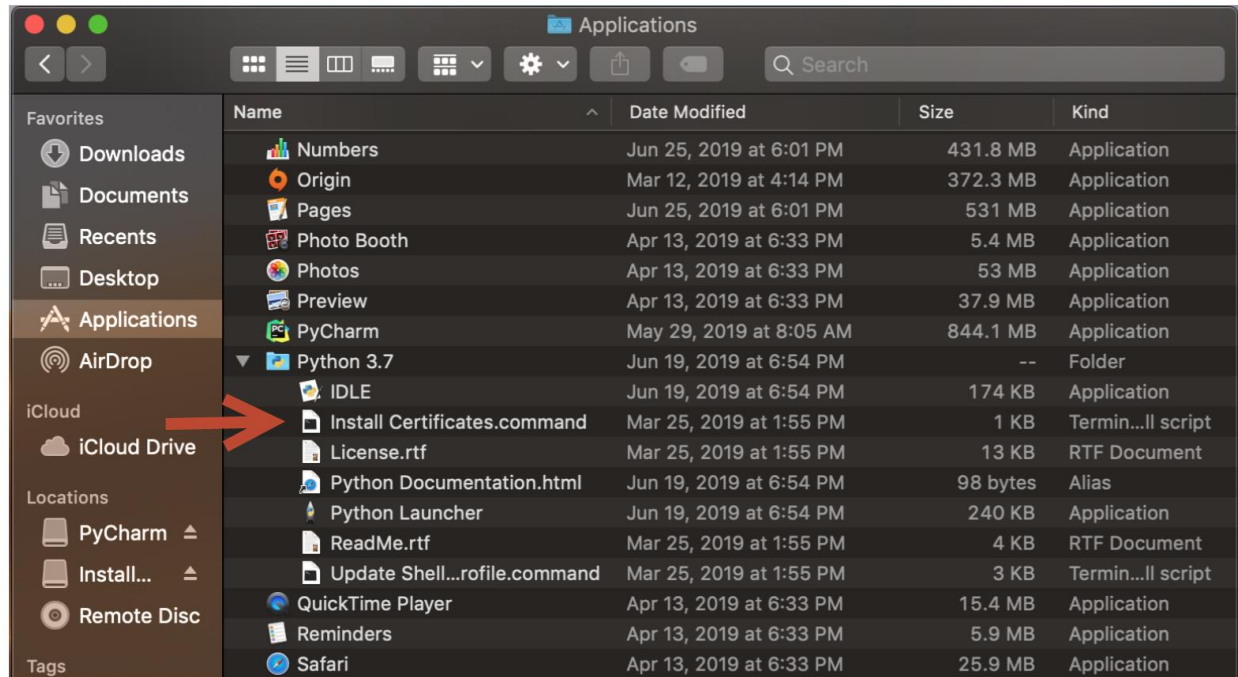 Applications
Search
Favorites
Downloads
Documents
Recents
Desktop
Applications
AirDrop
iCloud
iCloud Drive
Locations
PyCharm
Install...
Remote Disc
Tags
Name Date Modified Size Kind
Numbers Jun 25, 2019 at 6:01 PM 431.8 MB Application
Origin Mar 12, 2019 at 4:14 PM 372.3 MB Application
Pages Jun 25, 2019 at 6:01 PM 531 MB Application
Photo Booth Apr 13, 2019 at 6:33 PM 5.4 MB Application
Photos Apr 13, 2019 at 6:33 PM 53 MB Application
Preview Apr 13, 2019 at 6:33 PM 37.9 MB Application
PyCharm May 29, 2019 at 8:05 AM 844.1 MB Application
Python 3.7 Jun 19, 2019 at 6:54 PM -- Folder
IDLE Jun 19, 2019 at 6:54 PM 174 KB Application
Install Certificates.command Mar 25, 2019 at 1:55 PM 1 KB Termin...ll script
License.rtf Mar 25, 2019 at 1:55 PM 13 KB RTF Document
Python Documentation.html Jun 19, 2019 at 6:54 PM 98 bytes Alias
Python Launcher Jun 19, 2019 at 6:54 PM 240 KB Application
ReadMe.rtf Mar 25, 2019 at 1:55 PM 4 KB RTF Document
Update Shell...rofile.command Mar 25, 2019 at 1:55 PM 3 KB Termin...ll script
QuickTime Player Apr 13, 2019 at 6:33 PM 15.4 MB Application
Reminders Apr 13, 2019 at 6:33 PM 5.9 MB Application
Safari Apr 13, 2019 at 6:33 PM 25.9 MB Application